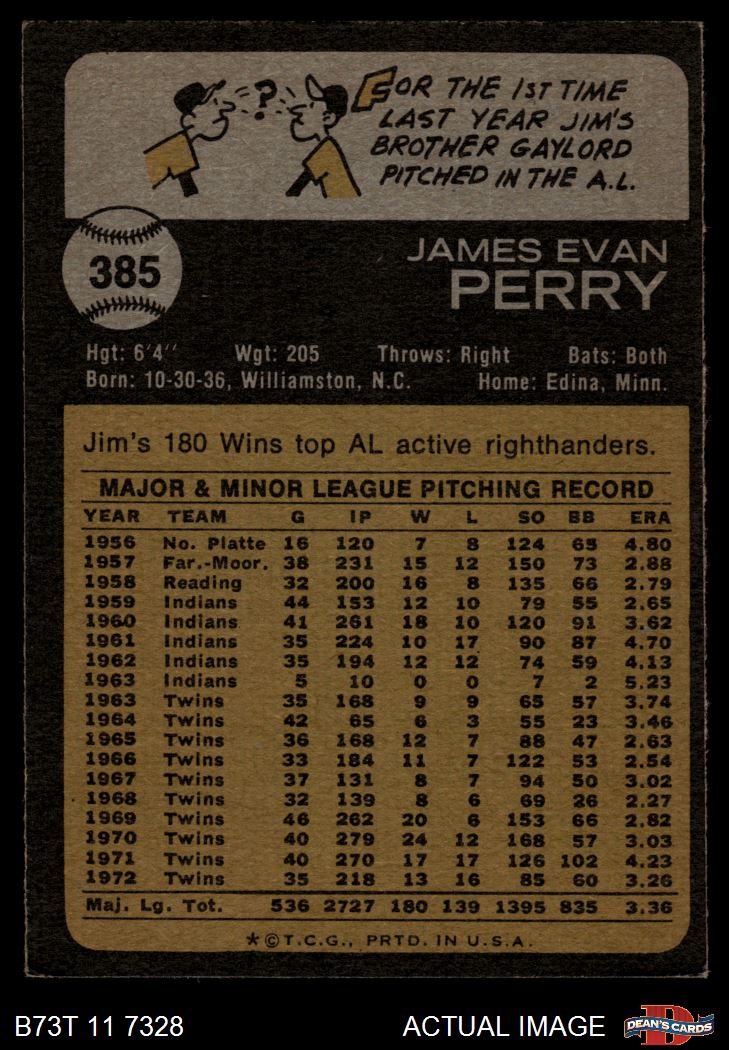 ?
FOR THE 1ST TIME
LAST YEAR JIM'S
BROTHER GAYLORD
PITCHED IN THE A.L.
385
JAMES EVAN
PERRY
Hgt: 6'4'' Wgt: 205 Throws: Right Bats: Both
Born: 10-30-36, Williamston, N.C. Home: Edina, Minn.
Jim's 180 Wins top AL active righthanders.
MAJOR & MINOR LEAGUE PITCHING RECORD
YEAR TEAM G IP W L SO BB ERA
1956 No. Platte 16 120 7 8 124 65 4.80
1957 Far.-Moor. 38 231 15 12 150 73 2.88
1958 Reading 32 200 16 8 135 66 2.79
1959 Indians 44 153 12 10 79 55 2.65
1960 Indians 41 261 18 10 120 91 3.62
1961 Indians 35 224 10 17 90 87 4.70
1962 Indians 35 194 12 12 74 59 4.13
1963 Indians 5 10 0 0 7 2 5.23
1963 Twins 35 168 9 9 65 57 3.74
1964 Twins 42 65 6 3 55 23 3.46
1965 Twins 36 168 12 7 88 47 2.63
1966 Twins 33 184 11 7 122 53 2.54
1967 Twins 37 131 8 7 94 50 3.02
1968 Twins 32 139 8 6 69 26 2.27
1969 Twins 46 262 20 6 153 66 2.82
1970 Twins 40 279 24 12 168 57 3.03
1971 Twins 40 270 17 17 126 102 4.23
1972 Twins 35 218 13 16 85 60 3.26
Maj. Lg. Tot. 536 2727 180 139 1395 835 3.36
*©T.C.G., PRTD. IN U.S.A.
B73T 11 7328 ACTUAL IMAGE D DEAN'S CARDS